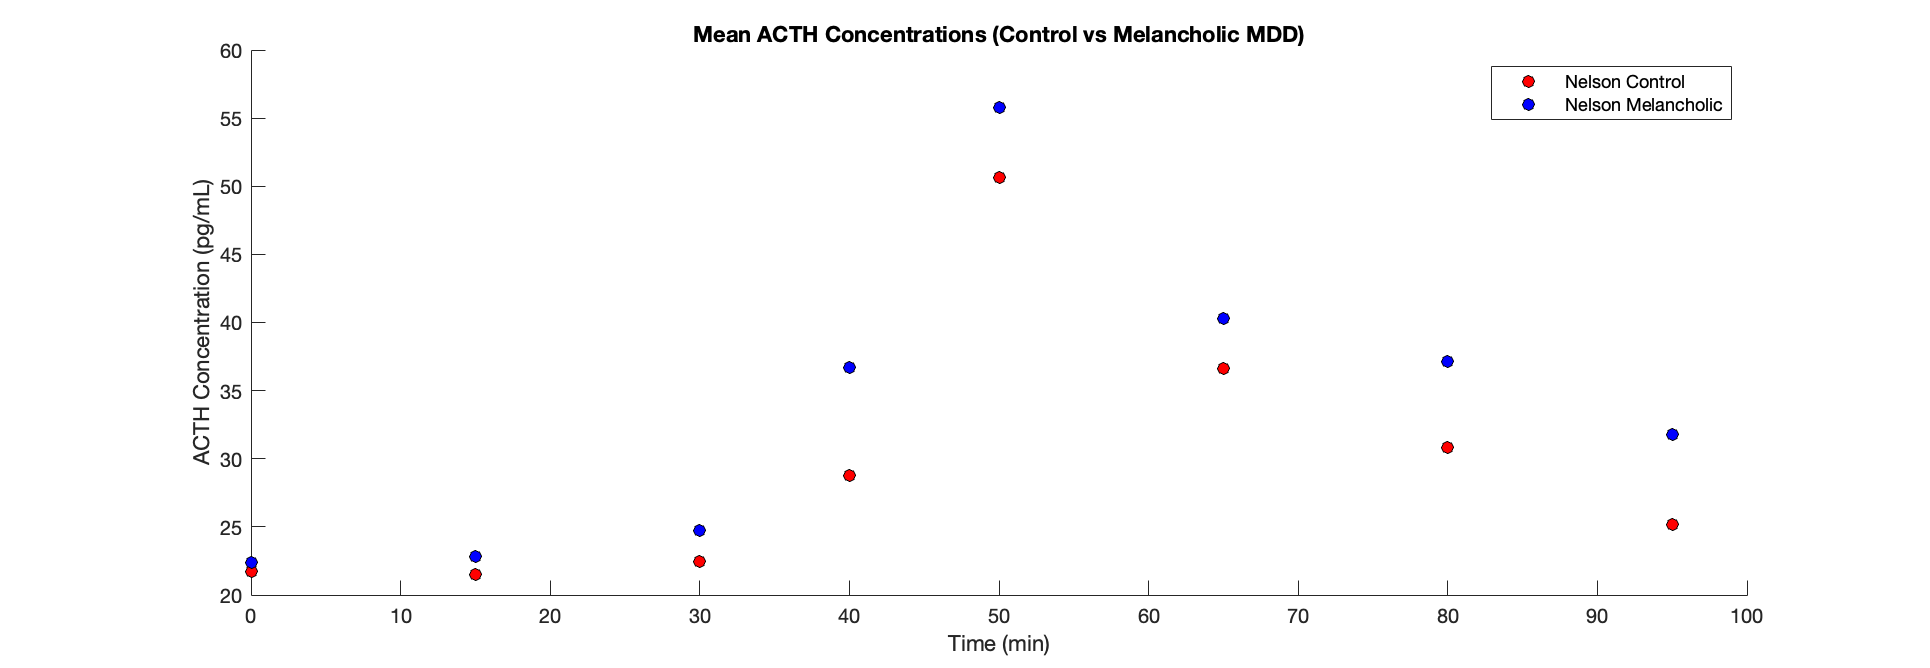 Mean ACTH Concentrations (Control vs Melancholic MDD)
Nelson Control
Nelson Melancholic
ACTH Concentration (pg/mL)
60
55
50
45
40
35
30
25
20
0 10 20 30 40 50 60 70 80 90 100
Time (min)